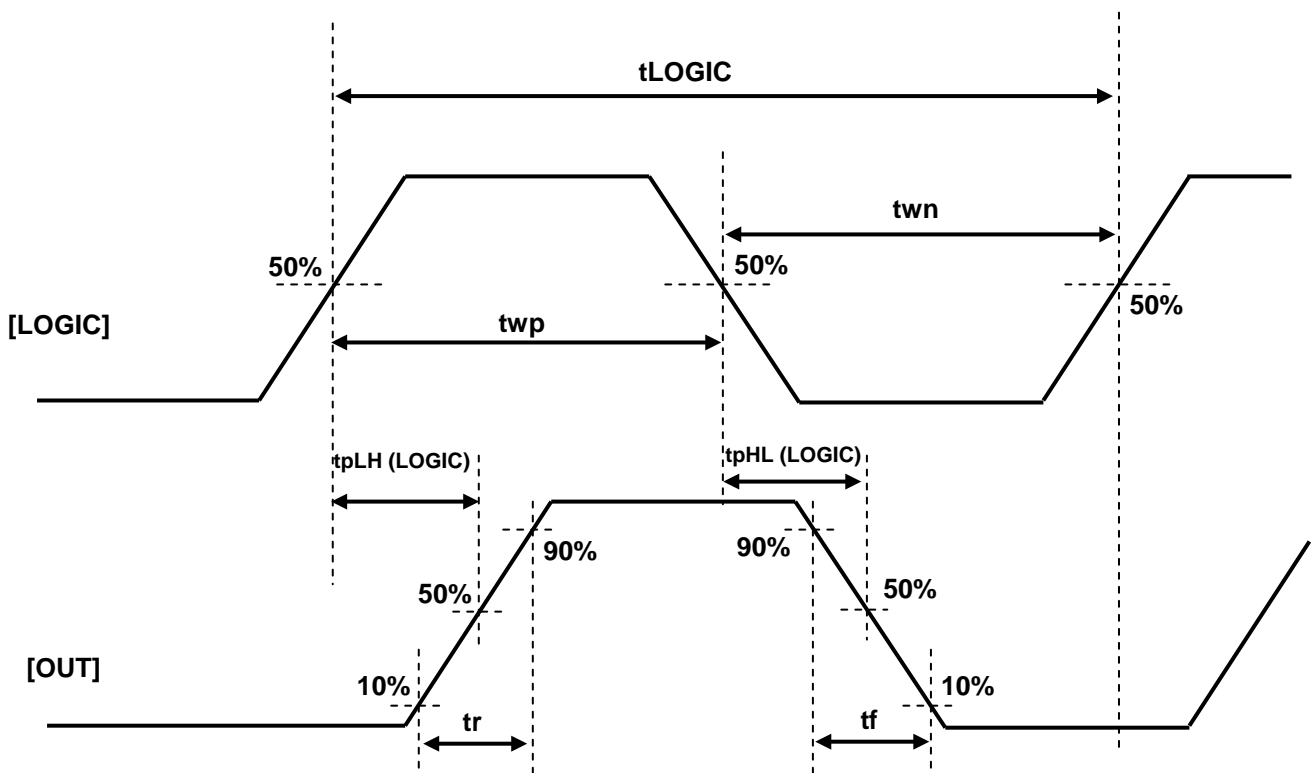 tLOGIC
twn
50%
50%
50%
[LOGIC]
twp
tpLH (LOGIC)
tpHL (LOGIC)
90%
90%
50%
50%
[OUT]
10%
10%
tr
tf